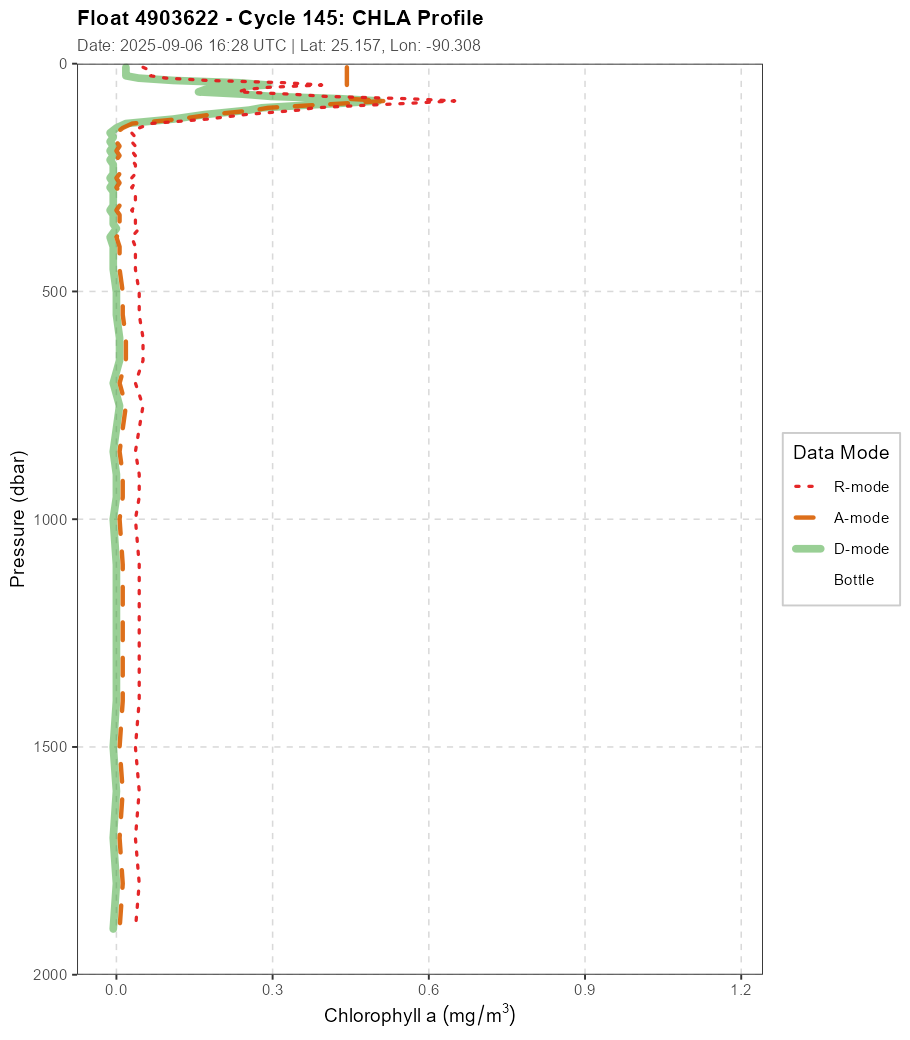 Float 4903622 - Cycle 145: CHLA Profile
Date: 2025-09-06 16:28 UTC | Lat: 25.157, Lon: -90.308
0
500
1000
1500
2000
Pressure (dbar)
0.0 0.3 0.6 0.9 1.2
Chlorophyll a (mg/m³)
Data Mode
R-mode
A-mode
D-mode
Bottle